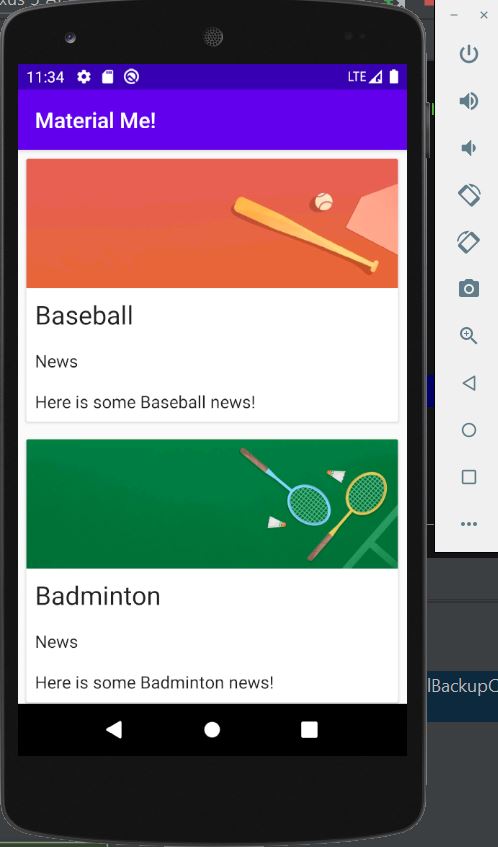 xus 5 A
11:34 LTE
Material Me!
Baseball
News
Here is some Baseball news!
Badminton
News
Here is some Badminton news!
lBackupC